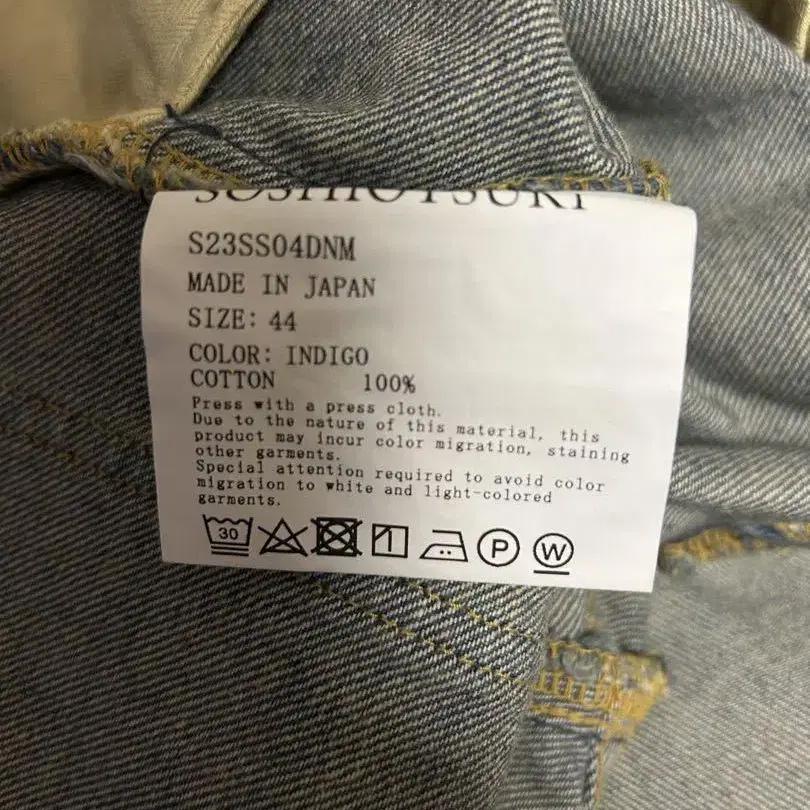 SOSHIOTSUKI
S23SS04DNM
MADE IN JAPAN
SIZE: 44
COLOR: INDIGO
COTTON 100%
Press with a press cloth.
Due to the nature of this material, this
product may incur color migration, staining
other garments.
Special attention required to avoid color
migration to white and light-colored
garments.
30 P W